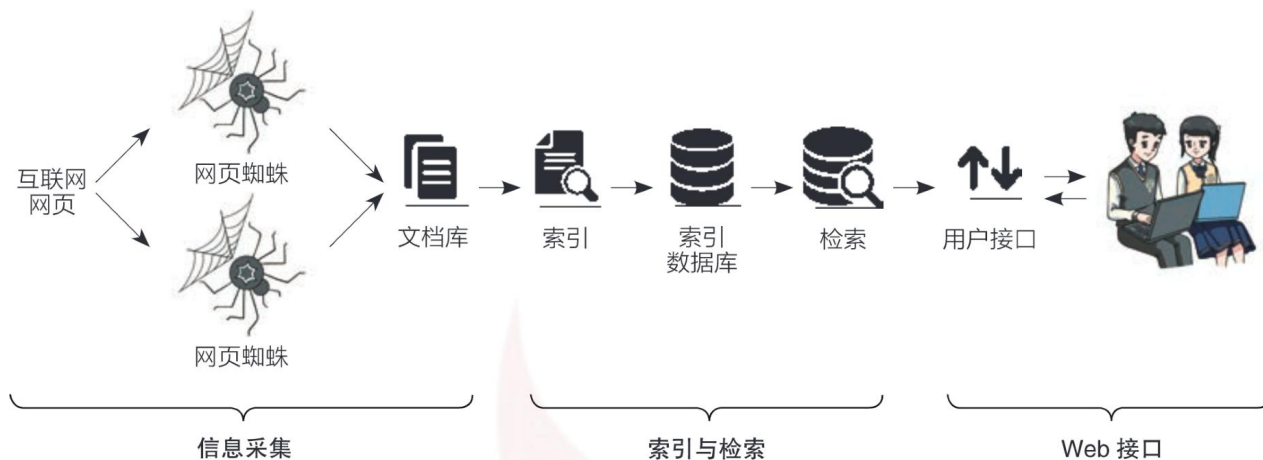 互联网
网页
网页蜘蛛
网页蜘蛛
文档库
索引
索引
数据库
检索
用户接口
信息采集
索引与检索
Web 接口